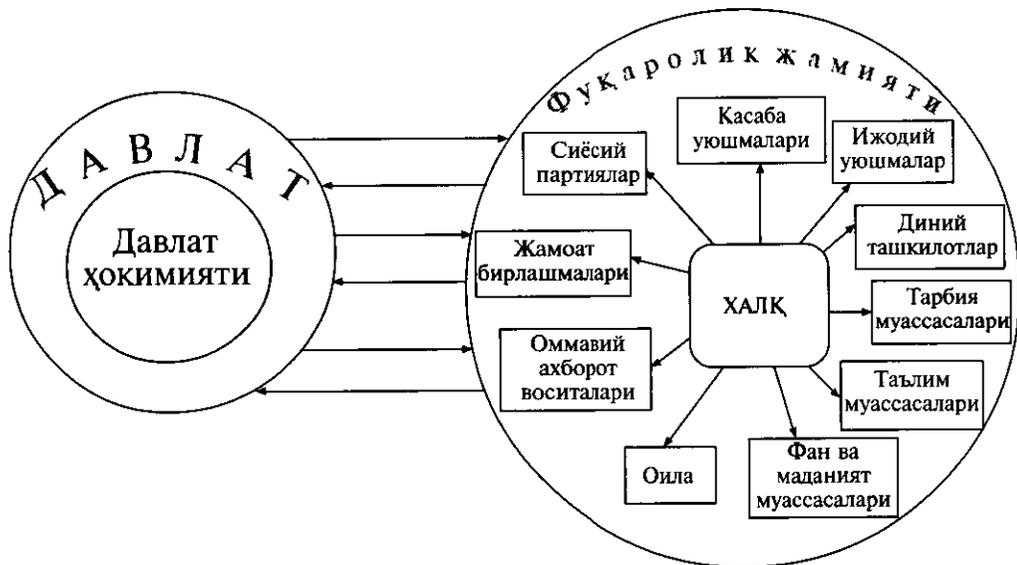 ДАВЛАТ
Давлат
ҳокимияти
Фуқаролик жамияти
Сиёсий
партиялар
Касаба
уюшмалари
Ижодий
уюшмалар
Диний
ташкилотлар
Жамоат
бирлашмалари
ХАЛҚ
Тарбия
муассасалари
Оммавий
ахборот
воситалари
Таълим
муассасалари
Оила
Фан ва
маданият
муассасалари